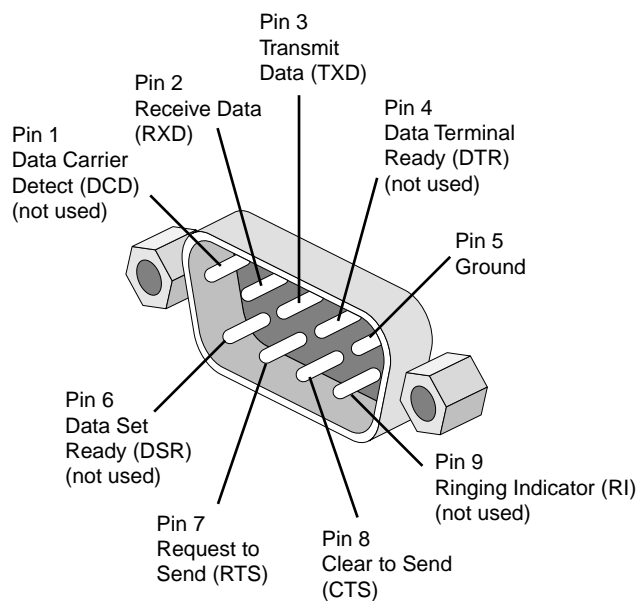 Pin 1
Data Carrier
Detect (DCD)
(not used)
Pin 2
Receive Data
(RXD)
Pin 3
Transmit
Data (TXD)
Pin 4
Data Terminal
Ready (DTR)
(not used)
Pin 5
Ground
Pin 6
Data Set
Ready (DSR)
(not used)
Pin 7
Request to
Send (RTS)
Pin 8
Clear to Send
(CTS)
Pin 9
Ringing Indicator (RI)
(not used)